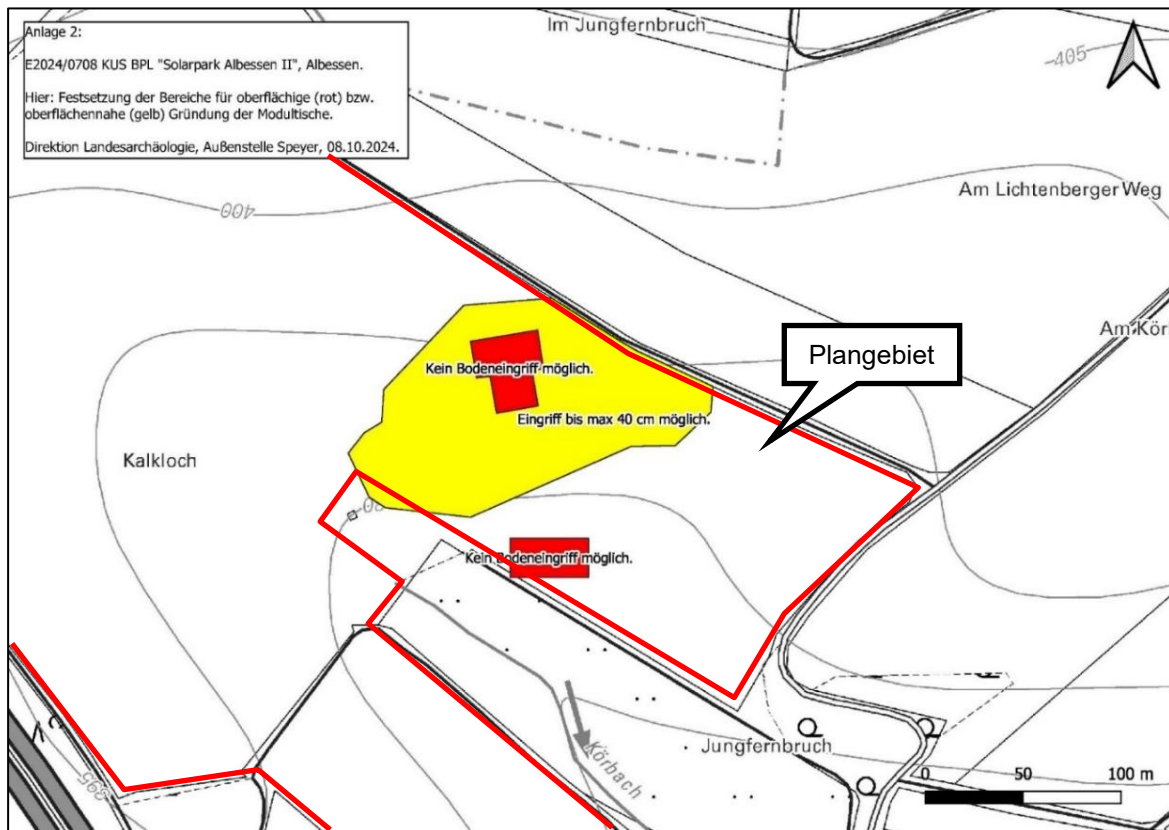 Anlage 2:
E2024/0708 KUS BPL "Solarpark Albessen II", Albessen.
Hier: Festsetzung der Bereiche für oberflächige (rot) bzw.
oberflächennahe (gelb) Gründung der Modultische.
Direktion Landesarchäologie, Außenstelle Speyer, 08.10.2024.
Im Jungfernbruch
405
400
Am Lichtenberger Weg
Am Kör
Plangebiet
Kein Bodeneingriff möglich.
Eingriff bis max 40 cm möglich.
Kalkloch
Kein Bodeneingriff möglich.
Jungfernbruch
Körbach
395
0 50 100 m